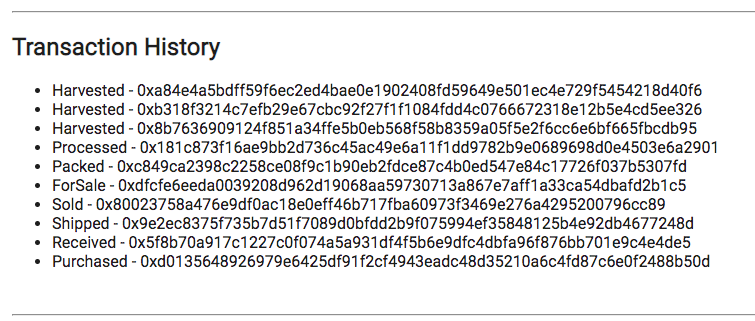 Transaction History
• Harvested - 0xa84e4a5bdff59f6ec2ed4bae0e1902408fd59649e501ec4e729f5454218d40f6
• Harvested - 0xb318f3214c7efb29e67cbc92f27f1f1084fdd4c0766672318e12b5e4cd5ee326
• Harvested - 0x8b7636909124f851a34ffe5b0eb568f58b8359a05f5e2f6cc6e6bf665fbcdb95
• Processed - 0x181c873f16ae9bb2d736c45ac49e6a11f1dd9782b9e0689698d0e4503e6a2901
• Packed - 0xc849ca2398c2258ce08f9c1b90eb2fdce87c4b0ed547e84c17726f037b5307fd
• ForSale - 0xdfcfe6eeda0039208d962d19068aa59730713a867e7aff1a33ca54dbafd2b1c5
• Sold - 0x80023758a476e9df0ac18e0eff46b717fba60973f3469e276a4295200796cc89
• Shipped - 0x9e2ec8375f735b7d51f7089d0bfdd2b9f075994ef35848125b4e92db4677248d
• Received - 0x5f8b70a917c1227c0f074a5a931df4f5b6e9dfc4dbfa96f876bb701e9c4e4de5
• Purchased - 0xd0135648926979e6425df91f2cf4943eadc48d35210a6c4fd87c6e0f2488b50d